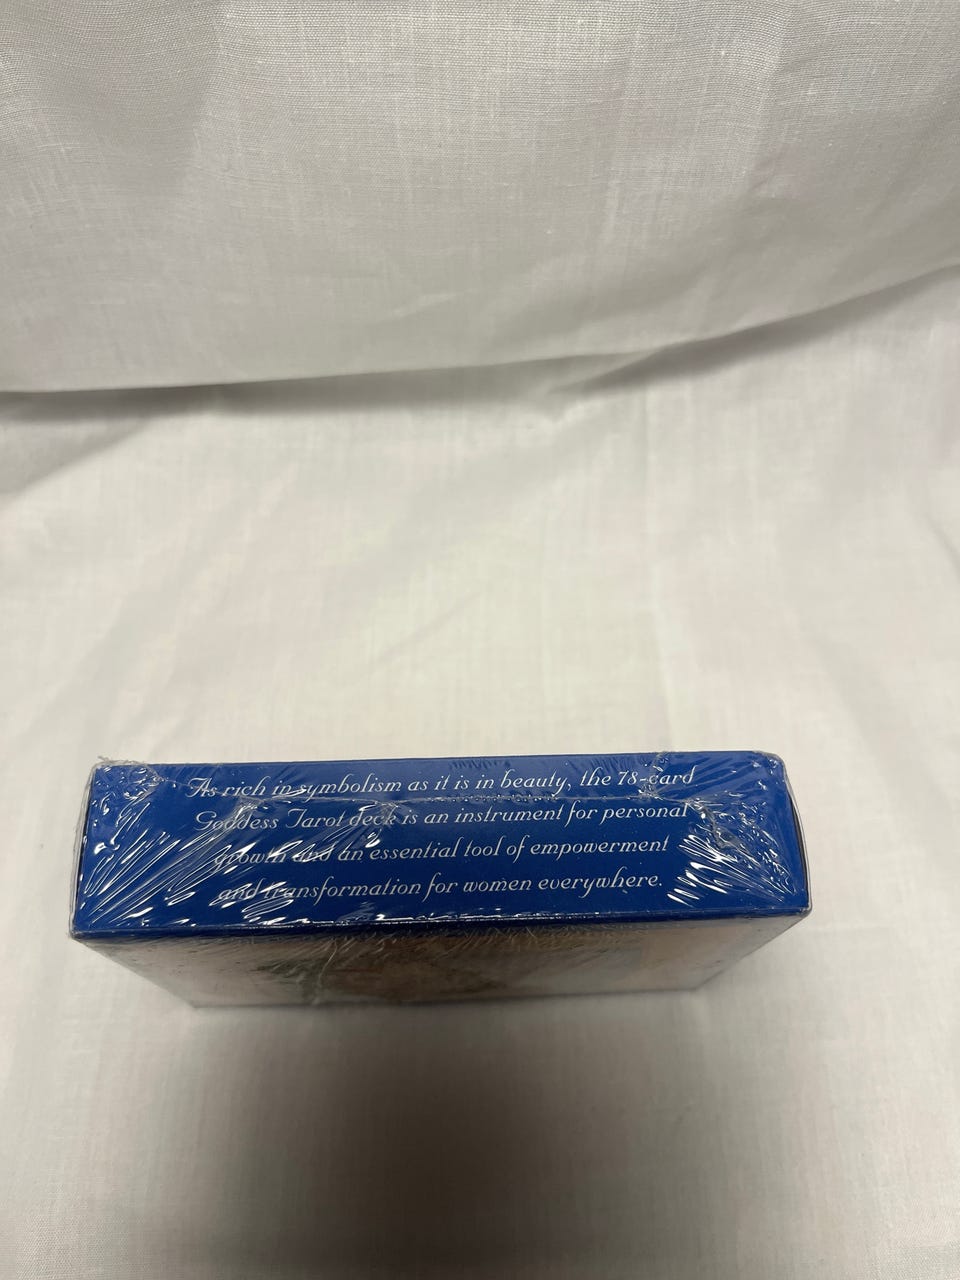 As rich in symbolism as it is in beauty, the 78-card
Goddess Tarot deck is an instrument for personal
growth and an essential tool of empowerment
and transformation for women everywhere.